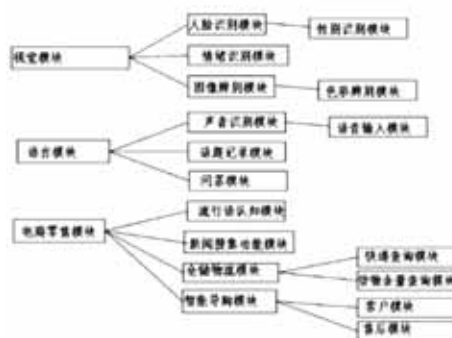 人脸识别模块
性别识别模块
视觉模块
情绪识别模块
图像辨别模块
色彩辨别模块
声音识别模块
语音输入模块
语言模块
话题记录模块
问答模块
流行语认知模块
电路零售模块
新闻搜集功能模块
快递查询模块
仓储物流模块
货物余量查询模块
智能导购模块
客户模块
售后模块